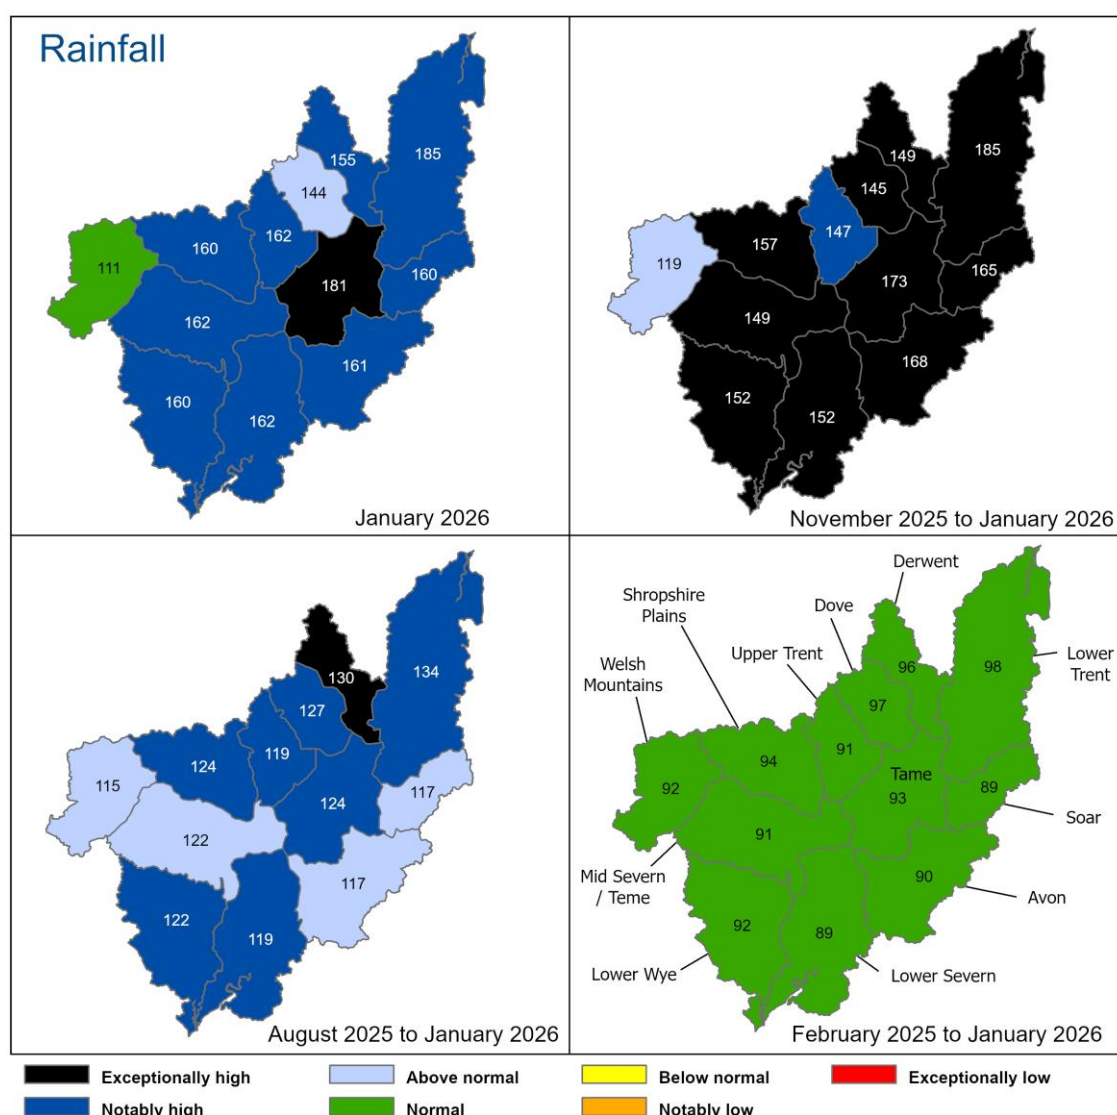 Rainfall
155
185
144
160
162
111
181
160
162
161
160
162
January 2026
149
185
145
147
157
119
165
173
149
168
152
152
November 2025 to January 2026
130
134
127
119
124
115
117
124
122
117
122
119
August 2025 to January 2026
Derwent
Shropshire
Plains
Dove
Upper Trent
Lower
Trent
Welsh
Mountains
96
98
97
91
94
Tame
92
93
89
91
Soar
Mid Severn
/ Teme
90
Avon
92
89
Lower Wye
Lower Severn
February 2025 to January 2026
Exceptionally high
Above normal
Below normal
Exceptionally low
Notably high
Normal
Notably low